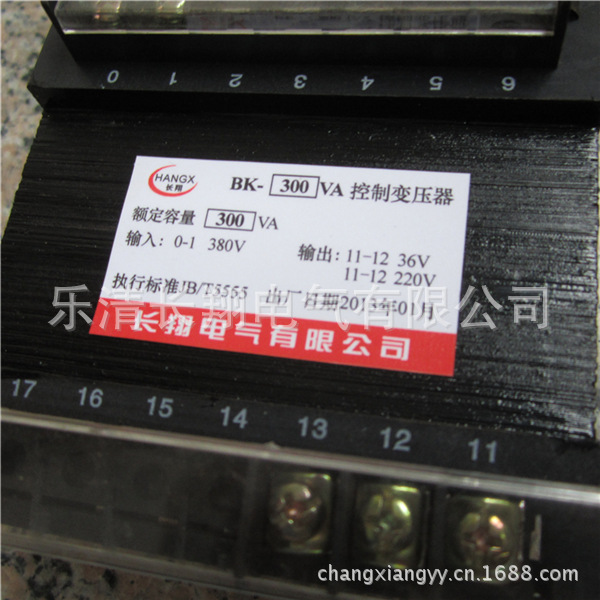 0 1 2 3 4 5 6
CHANGX
长翔
BK- 300 VA 控制变压器
额定容量 300 VA
输入: 0-1 380V
输出: 11-12 36V
11-12 220V
执行标准JB/T5555 出厂日期2013年01月
乐清长翔电气有限公司
长翔电气有限公司
17 16 15 14 13 12 11
changxiangyy.cn.1688.com